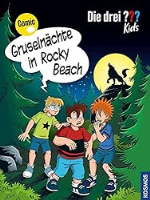 Die drei ???
Kids
Comic
Gruselnächte
in Rocky
Beach
KOSMOS